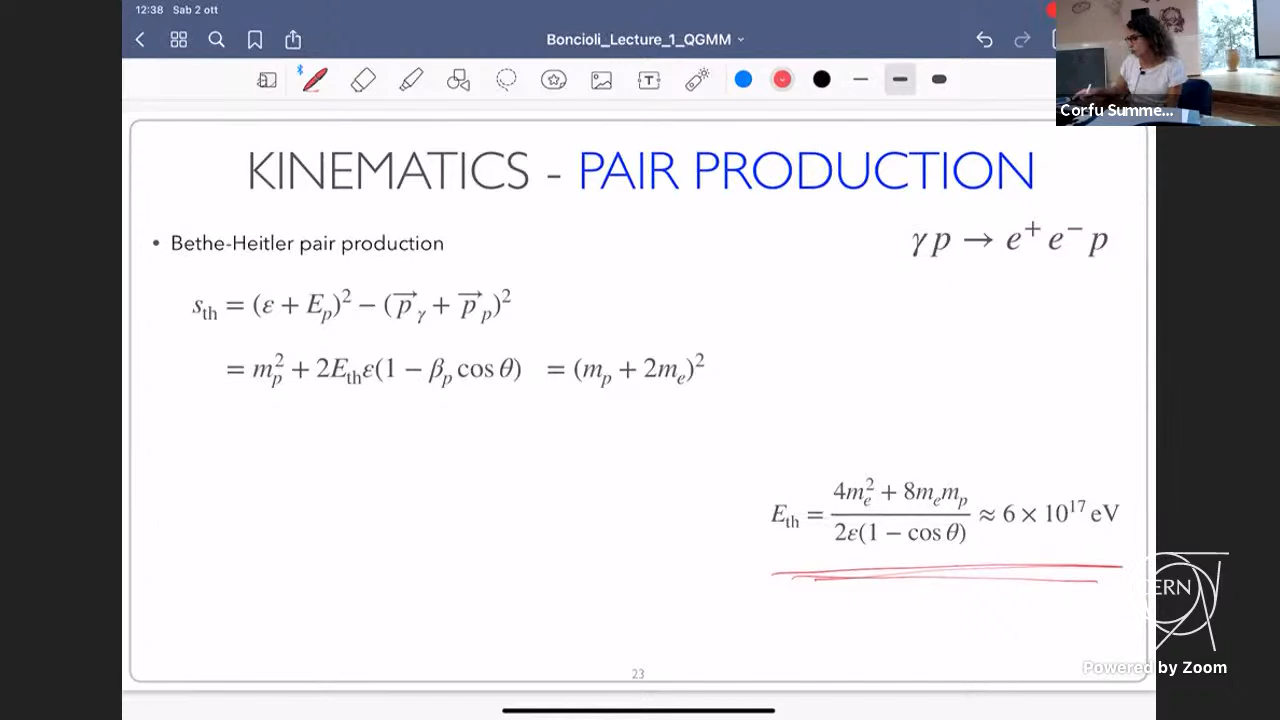 12:38 Sab 2 ott
Boncioli_Lecture_1_QGMM
T
Corfu Summe...
KINEMATICS - PAIR PRODUCTION
• Bethe-Heitler pair production
γ p → e⁺ e⁻ p
s_th = (ε + E_p)² − (p⃗_γ + p⃗_p)²
= m_p² + 2E_th ε(1 − β_p cos θ) = (m_p + 2m_e)²
E_th = (4m_e² + 8m_e m_p) / (2ε(1 − cos θ)) ≈ 6 × 10¹⁷ eV
ERN
Powered by Zoom
23